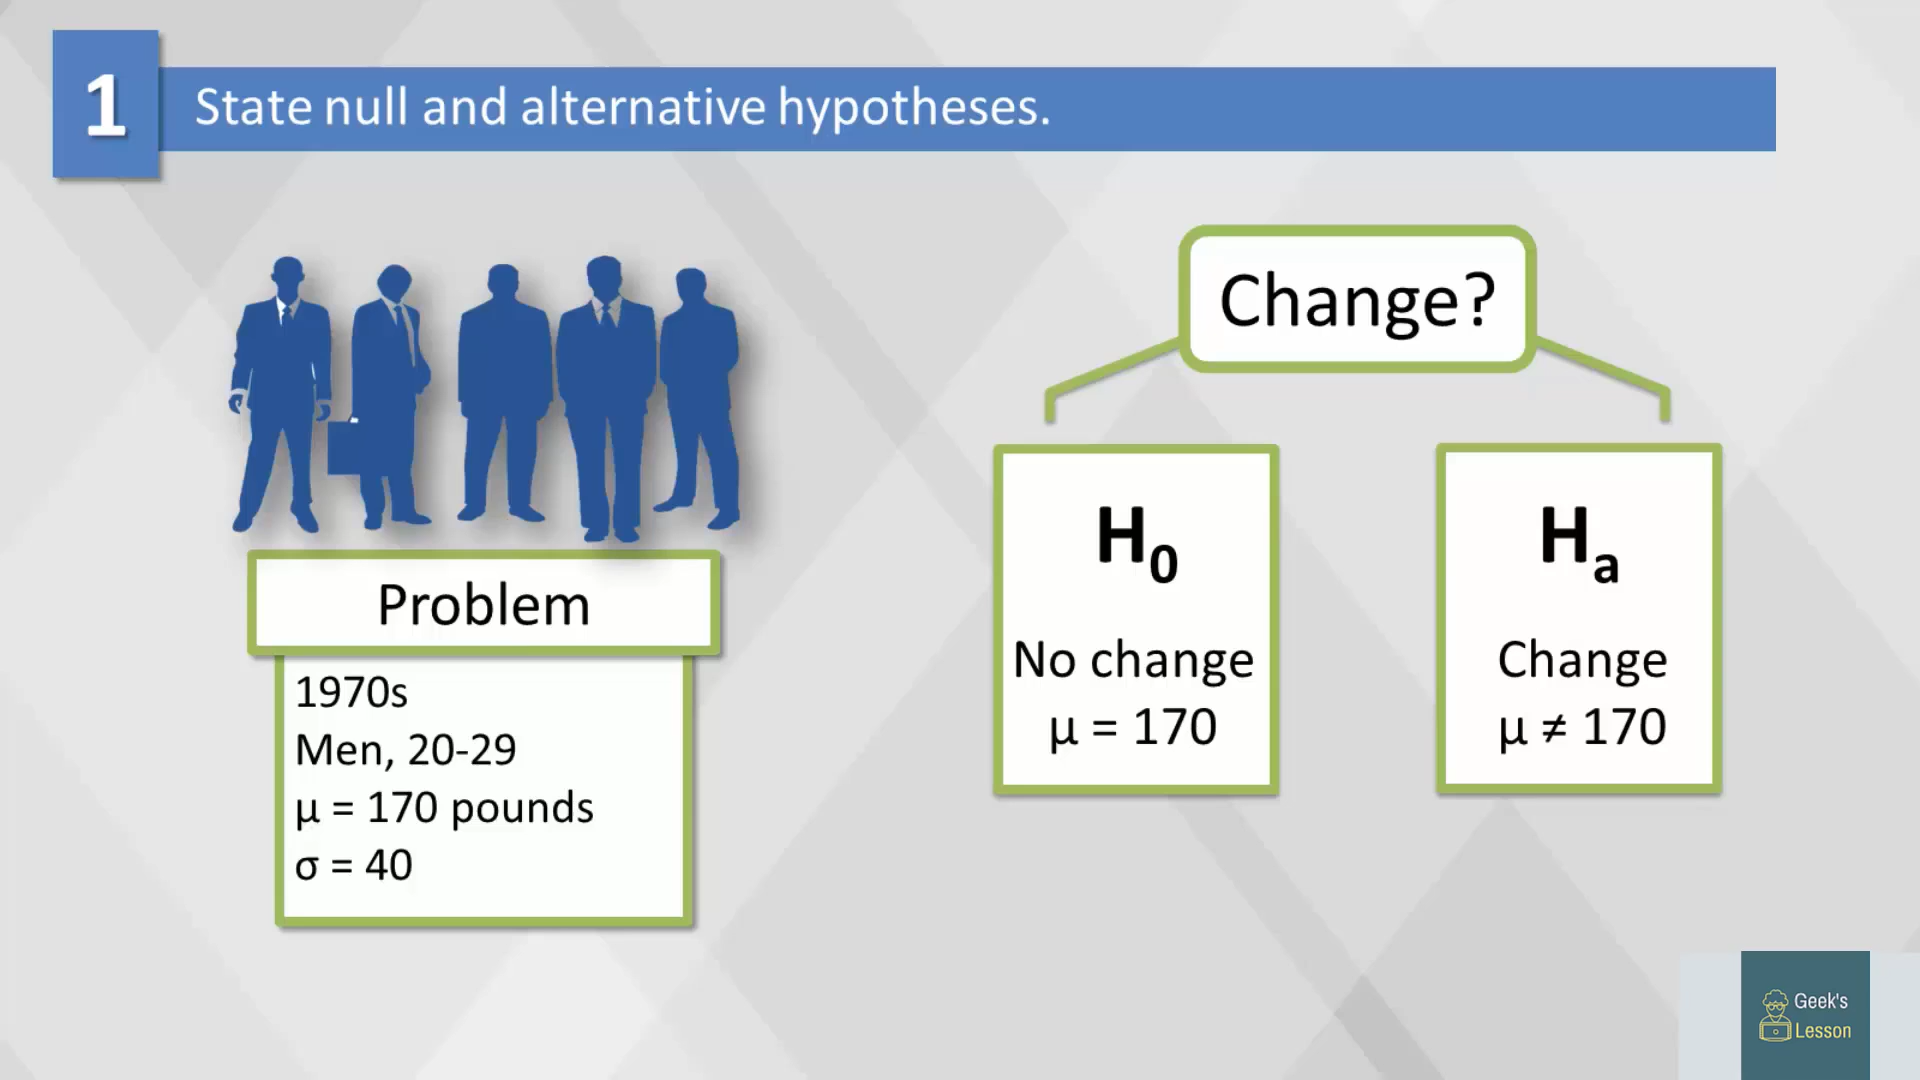 1
State null and alternative hypotheses.
Change?
Problem
1970s
Men, 20-29
μ = 170 pounds
σ = 40
H₀
No change
μ = 170
Hₐ
Change
μ ≠ 170
Geek's
Lesson